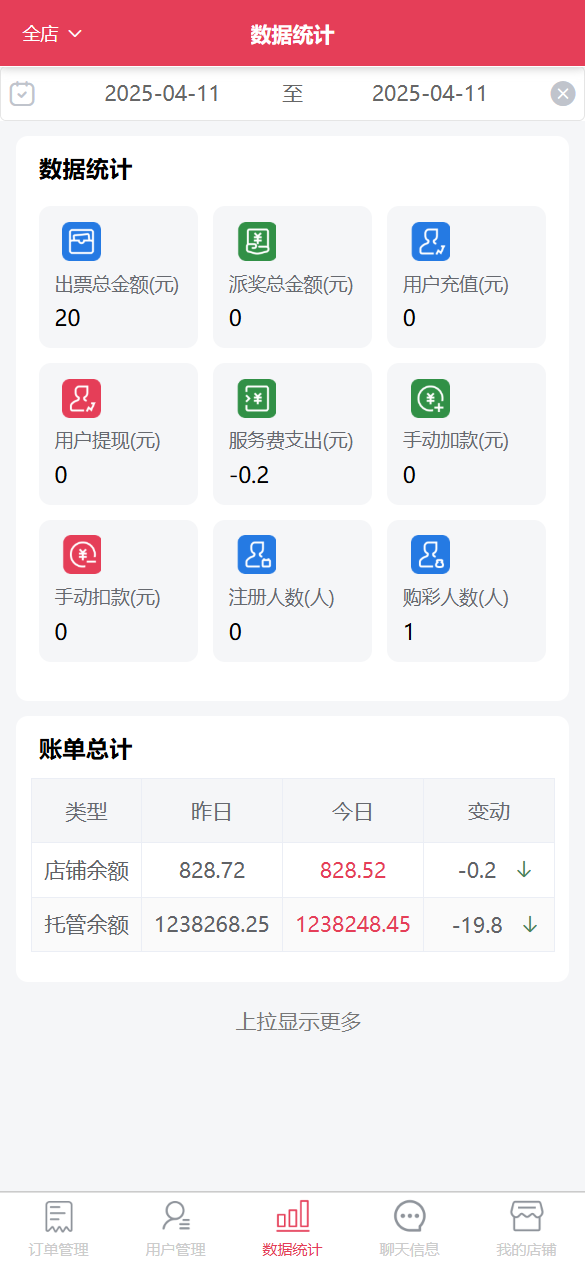 全店 数据统计
2025-04-11 至 2025-04-11
数据统计
出票总金额(元) 派奖总金额(元) 用户充值(元)
20 0 0
用户提现(元) 服务费支出(元) 手动加款(元)
0 -0.2 0
手动扣款(元) 注册人数(人) 购彩人数(人)
0 0 1
账单总计
类型 昨日 今日 变动
店铺余额 828.72 828.52 -0.2 ↓
托管余额 1238268.25 1238248.45 -19.8 ↓
上拉显示更多
订单管理 用户管理 数据统计 聊天信息 我的店铺